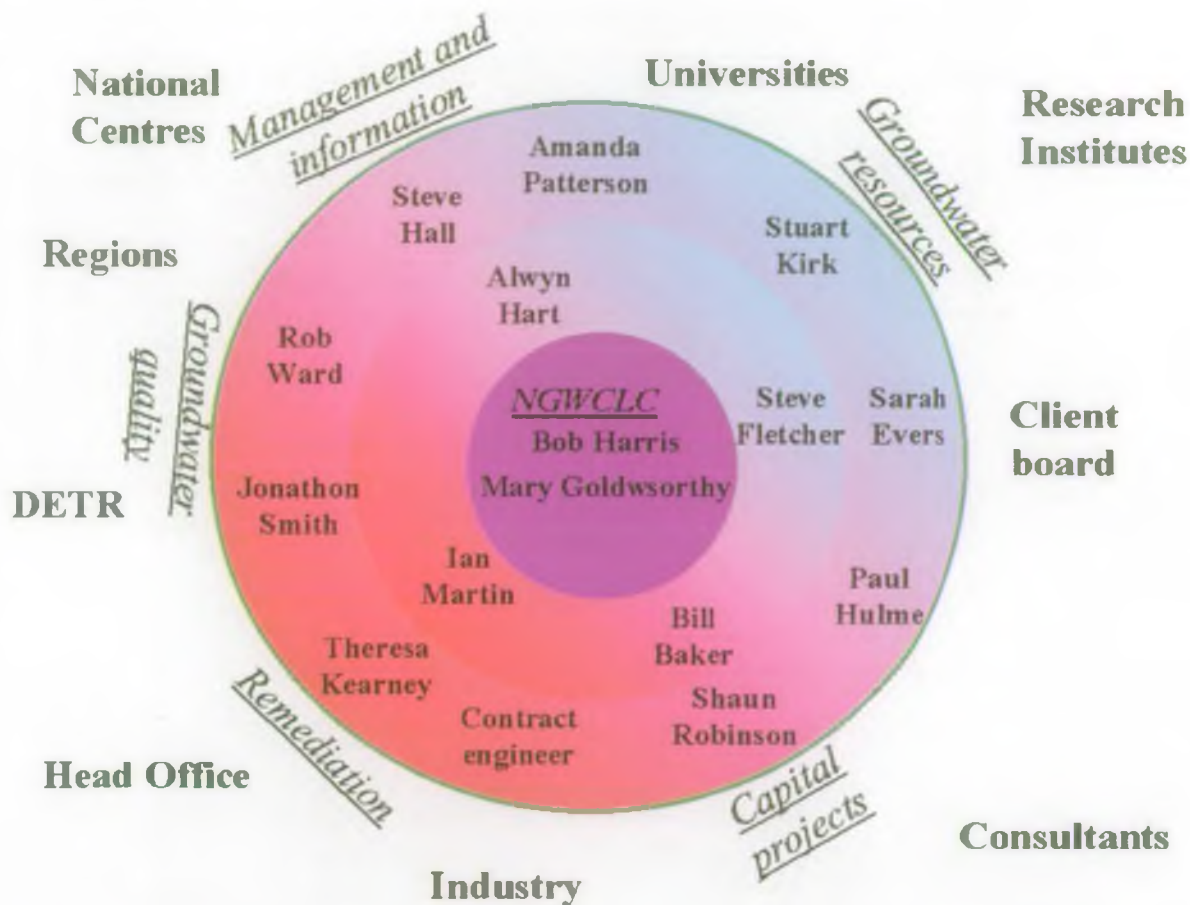 National
Centres
Management and
information
Universities
Groundwater
resources
Research
Institutes
Amanda
Patterson
Steve
Hall
Stuart
Kirk
Regions
Alwyn
Hart
Groundwater
quality
Rob
Ward
NGWCLC
Bob Harris
Mary Goldwsorthy
Steve
Fletcher
Sarah
Evers
Client
board
DETR
Jonathon
Smith
Ian
Martin
Paul
Hulme
Bill
Baker
Theresa
Kearney
Shaun
Robinson
Contract
engineer
Remediation
Head Office
Capital
projects
Consultants
Industry